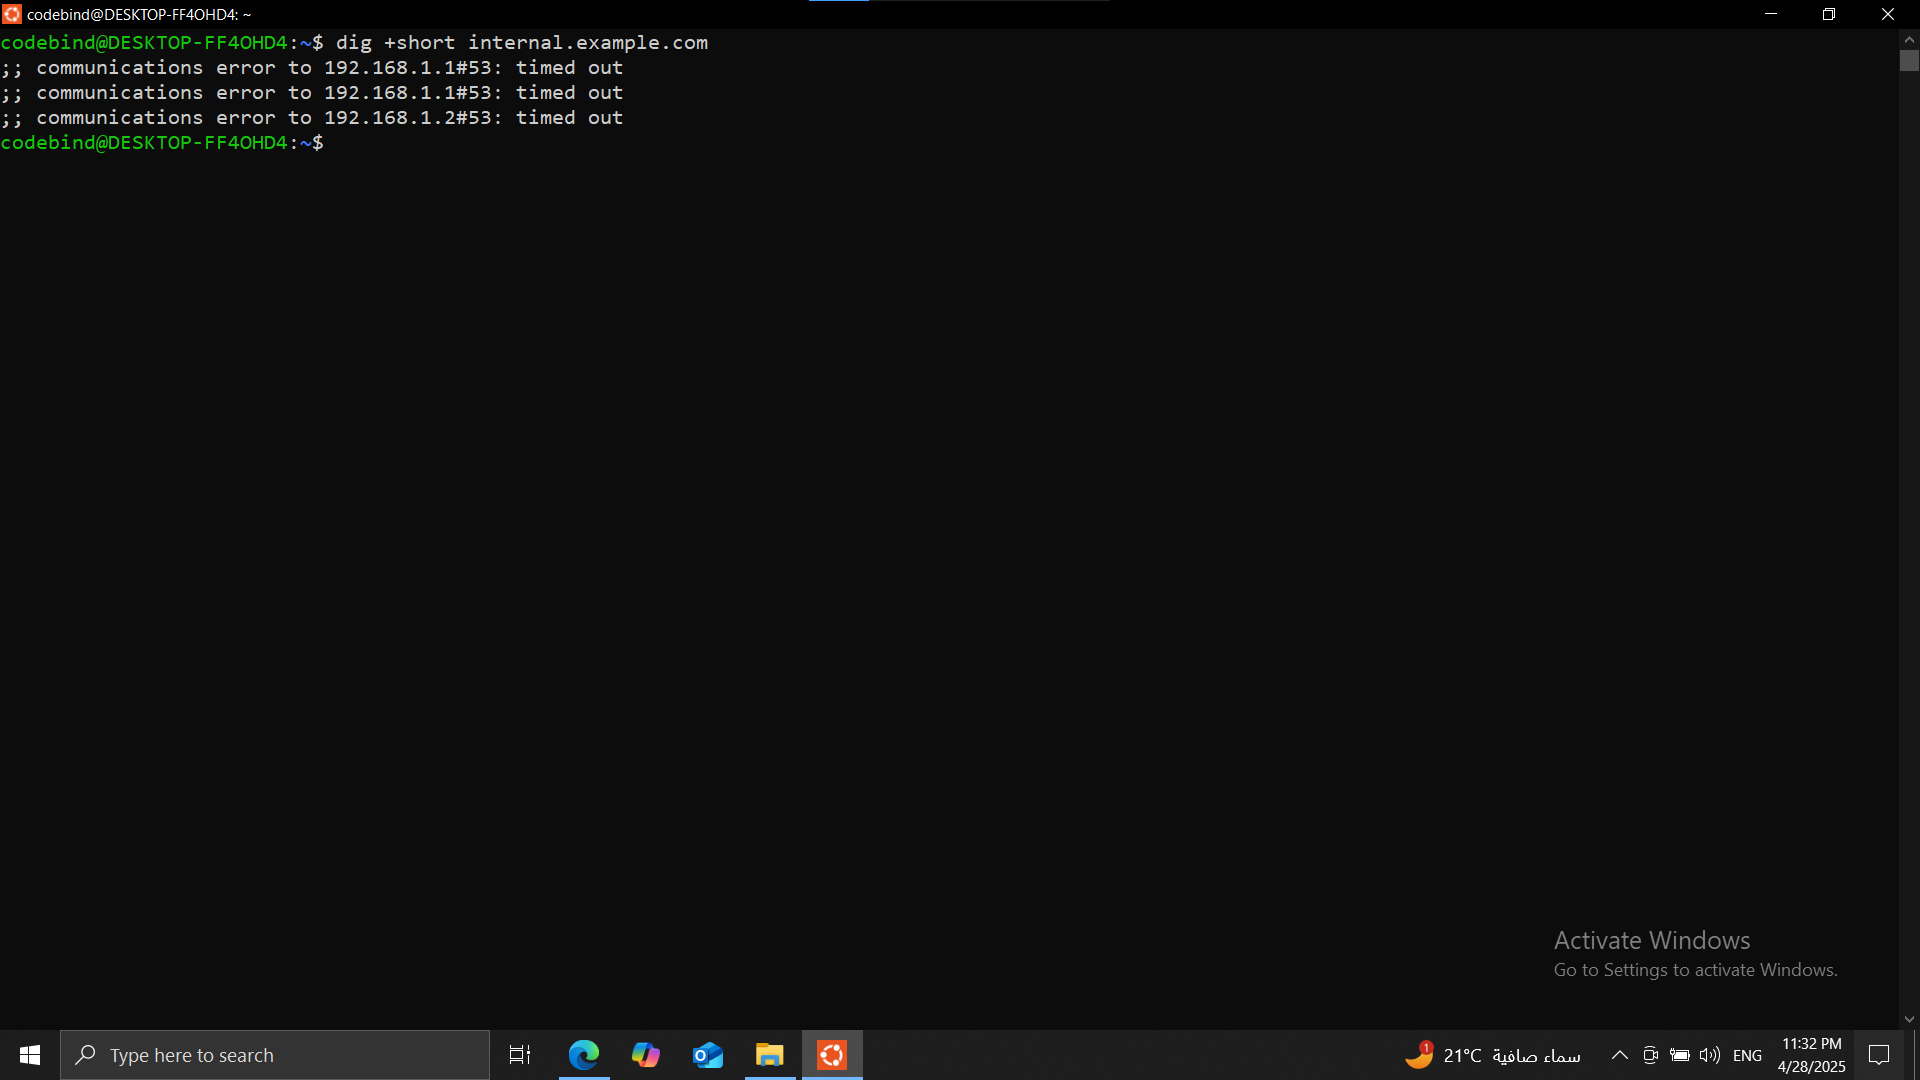 codebind@DESKTOP-FF4OHD4: ~
codebind@DESKTOP-FF4OHD4:~$ dig +short internal.example.com
;; communications error to 192.168.1.1#53: timed out
;; communications error to 192.168.1.1#53: timed out
;; communications error to 192.168.1.2#53: timed out
codebind@DESKTOP-FF4OHD4:~$
Activate Windows
Go to Settings to activate Windows.
Type here to search
1
21°C سماء صافية
ENG
11:32 PM
4/28/2025